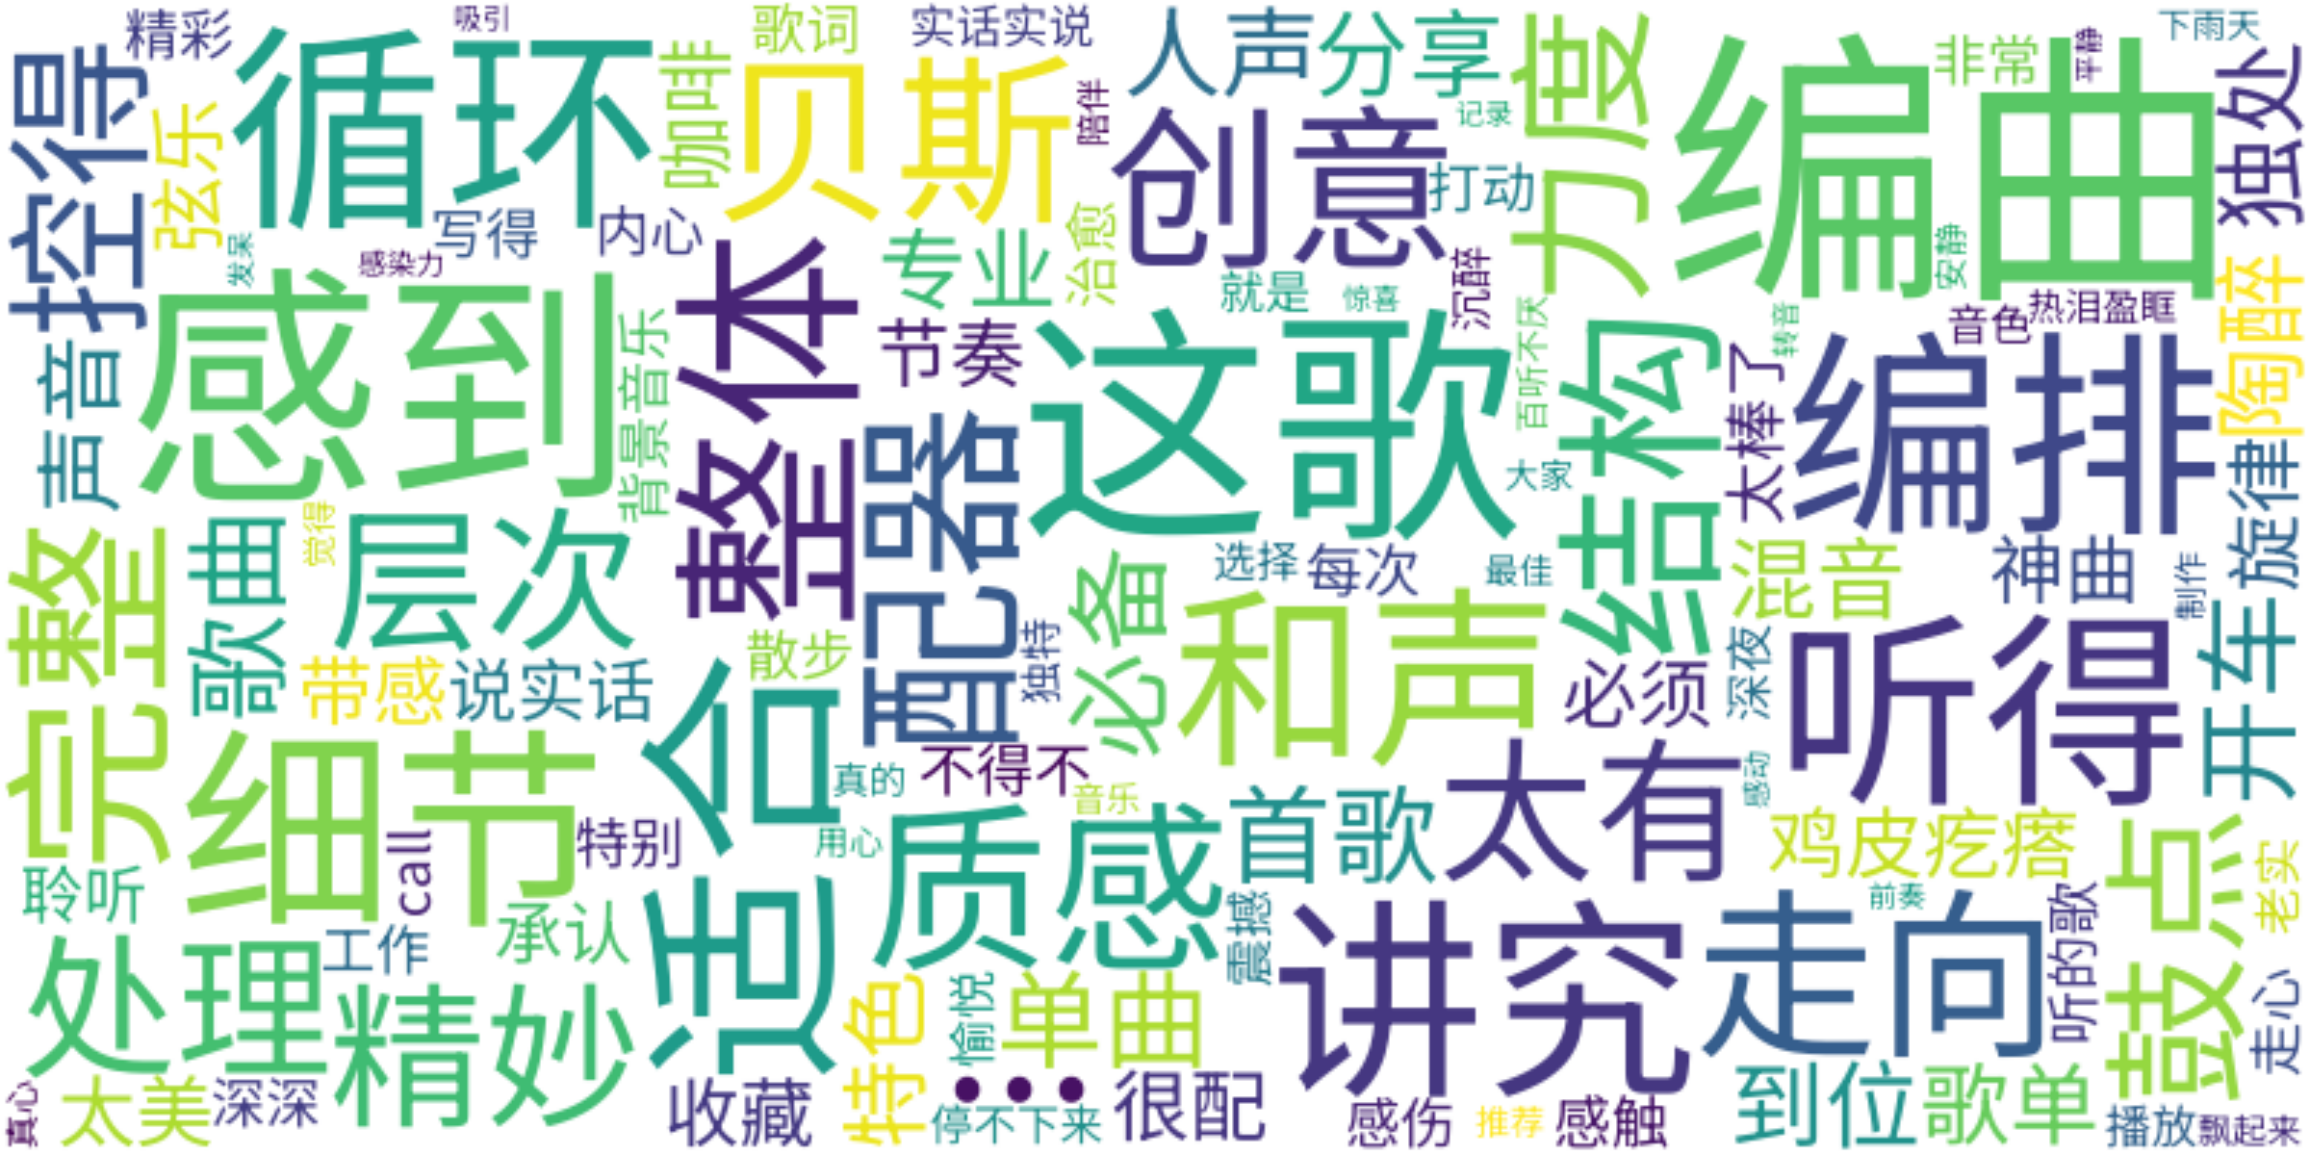 精彩
吸引
歌词
实话实说
人声
分享
力度
编曲
非常
平静
下雨天
独处
控得
弦乐
循环
咖啡
贝斯
陪伴
创意
记录
打动
写得
内心
发呆
感染力
专业
治愈
就是
惊喜
沉醉
安静
转音
音色
热泪盈眶
陶醉
声音
感到
背景音乐
整体
节奏
这歌
百听不厌
结构
太棒了
编排
旋律
大家
配器
觉得
层次
歌曲
完整
选择
每次
最佳
混音
神曲
制作
必备
和声
独特
散步
必须
深夜
听得
开车
带感
说实话
适合
细节
真的
不得不
音乐
用心
质感
首歌
太有
感动
鸡皮疙瘩
鼓点
老实
特别
call
聆听
承认
工作
处理
精妙
震撼
讲究
走向
前奏
听的歌
走心
特色
愉悦
单曲
•••
停不下来
很配
收藏
真心
太美
深深
感伤
推荐
感触
到位
歌单
播放
飘起来